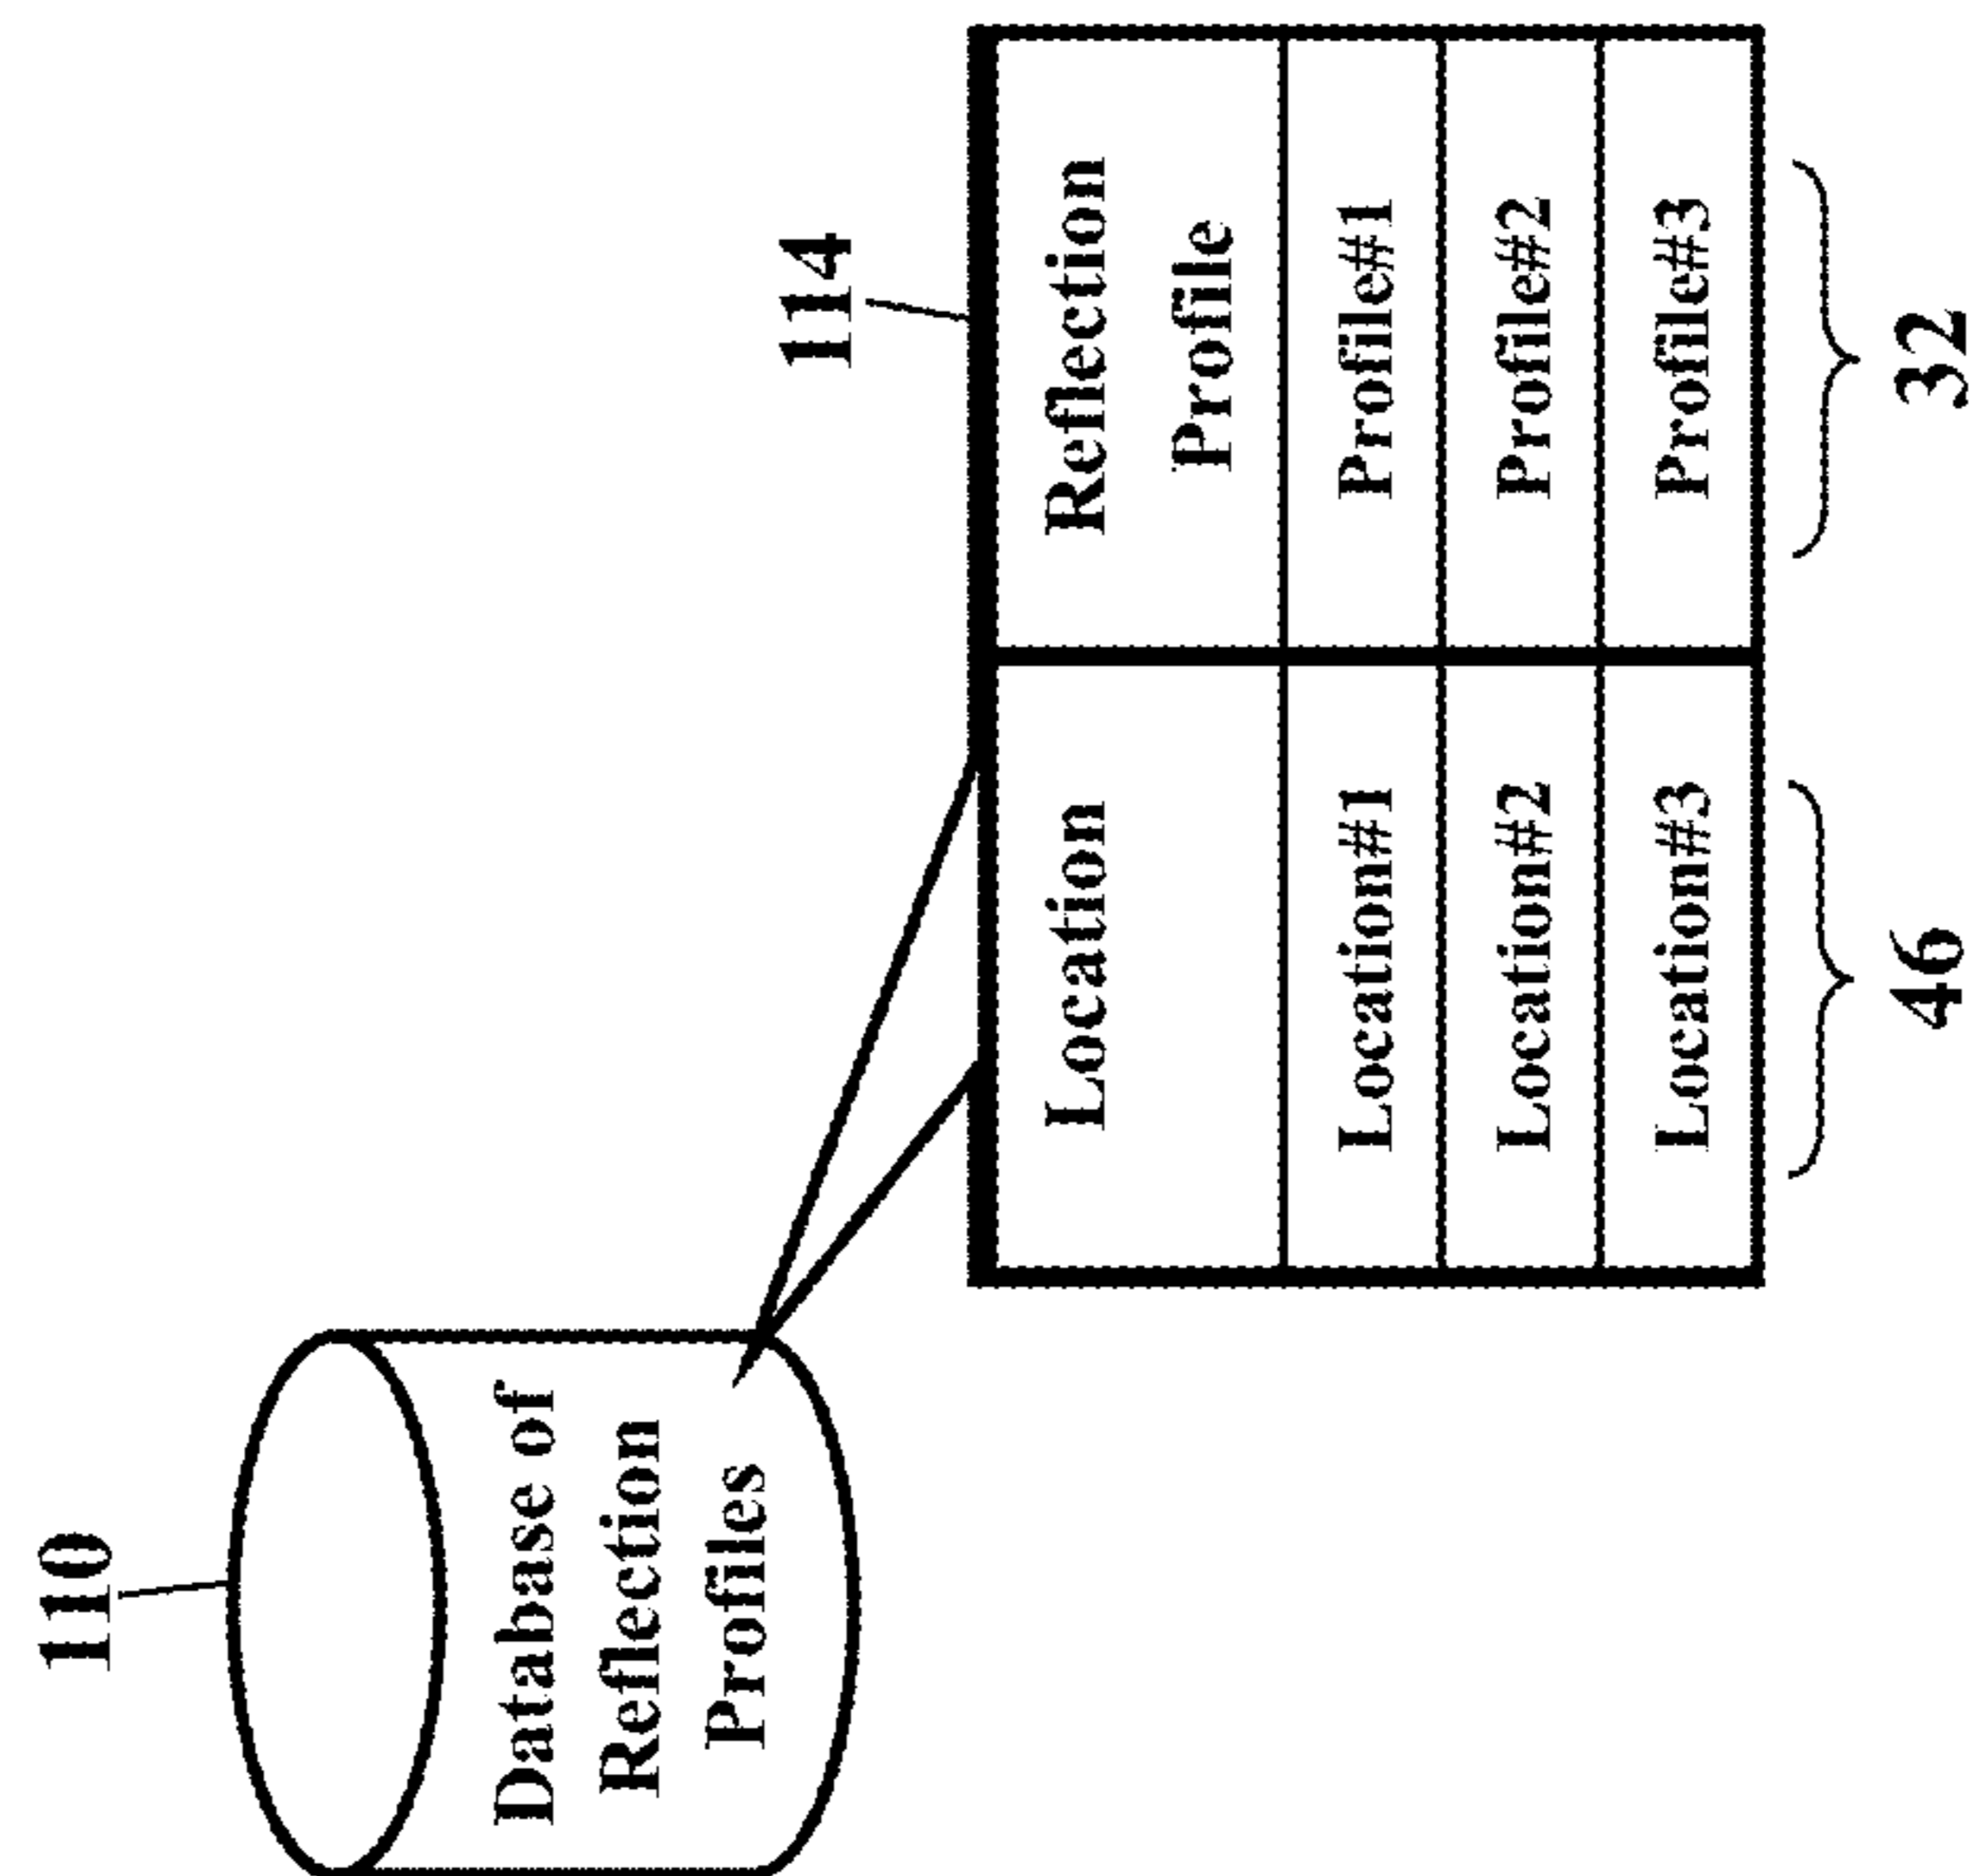 110
Database of
Reflection
Profiles
114
Location
Reflection
Profile
Location#1
Profile#1
Location#2
Profile#2
Location#3
Profile#3
46
32